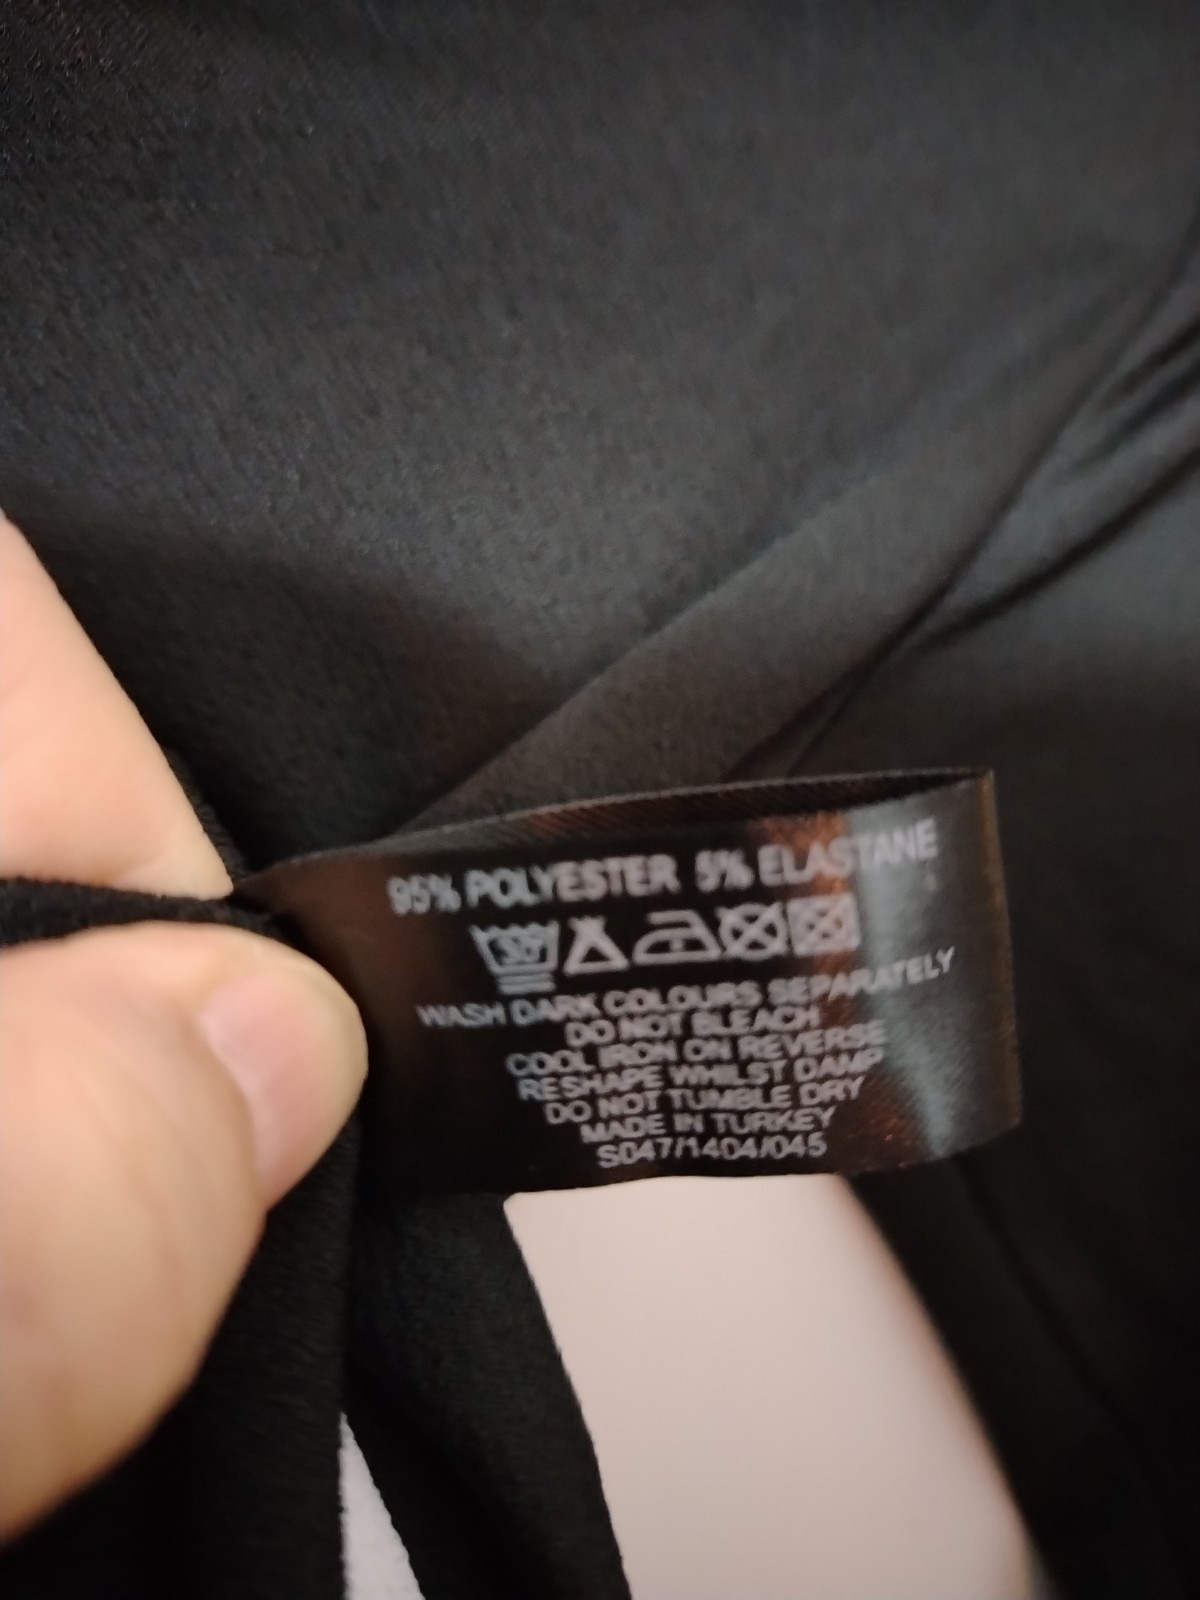 95% POLYESTER 5% ELASTANE
30
WASH DARK COLOURS SEPARATELY
DO NOT BLEACH
COOL IRON ON REVERSE
RESHAPE WHILST DAMP
DO NOT TUMBLE DRY
MADE IN TURKEY
S047/1404/045